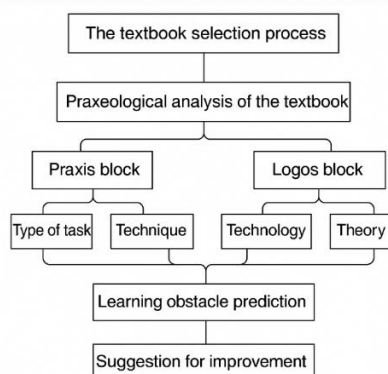 The textbook selection process
Praxeological analysis of the textbook
Praxis block
Logos block
Type of task
Technique
Technology
Theory
Learning obstacle prediction
Suggestion for improvement